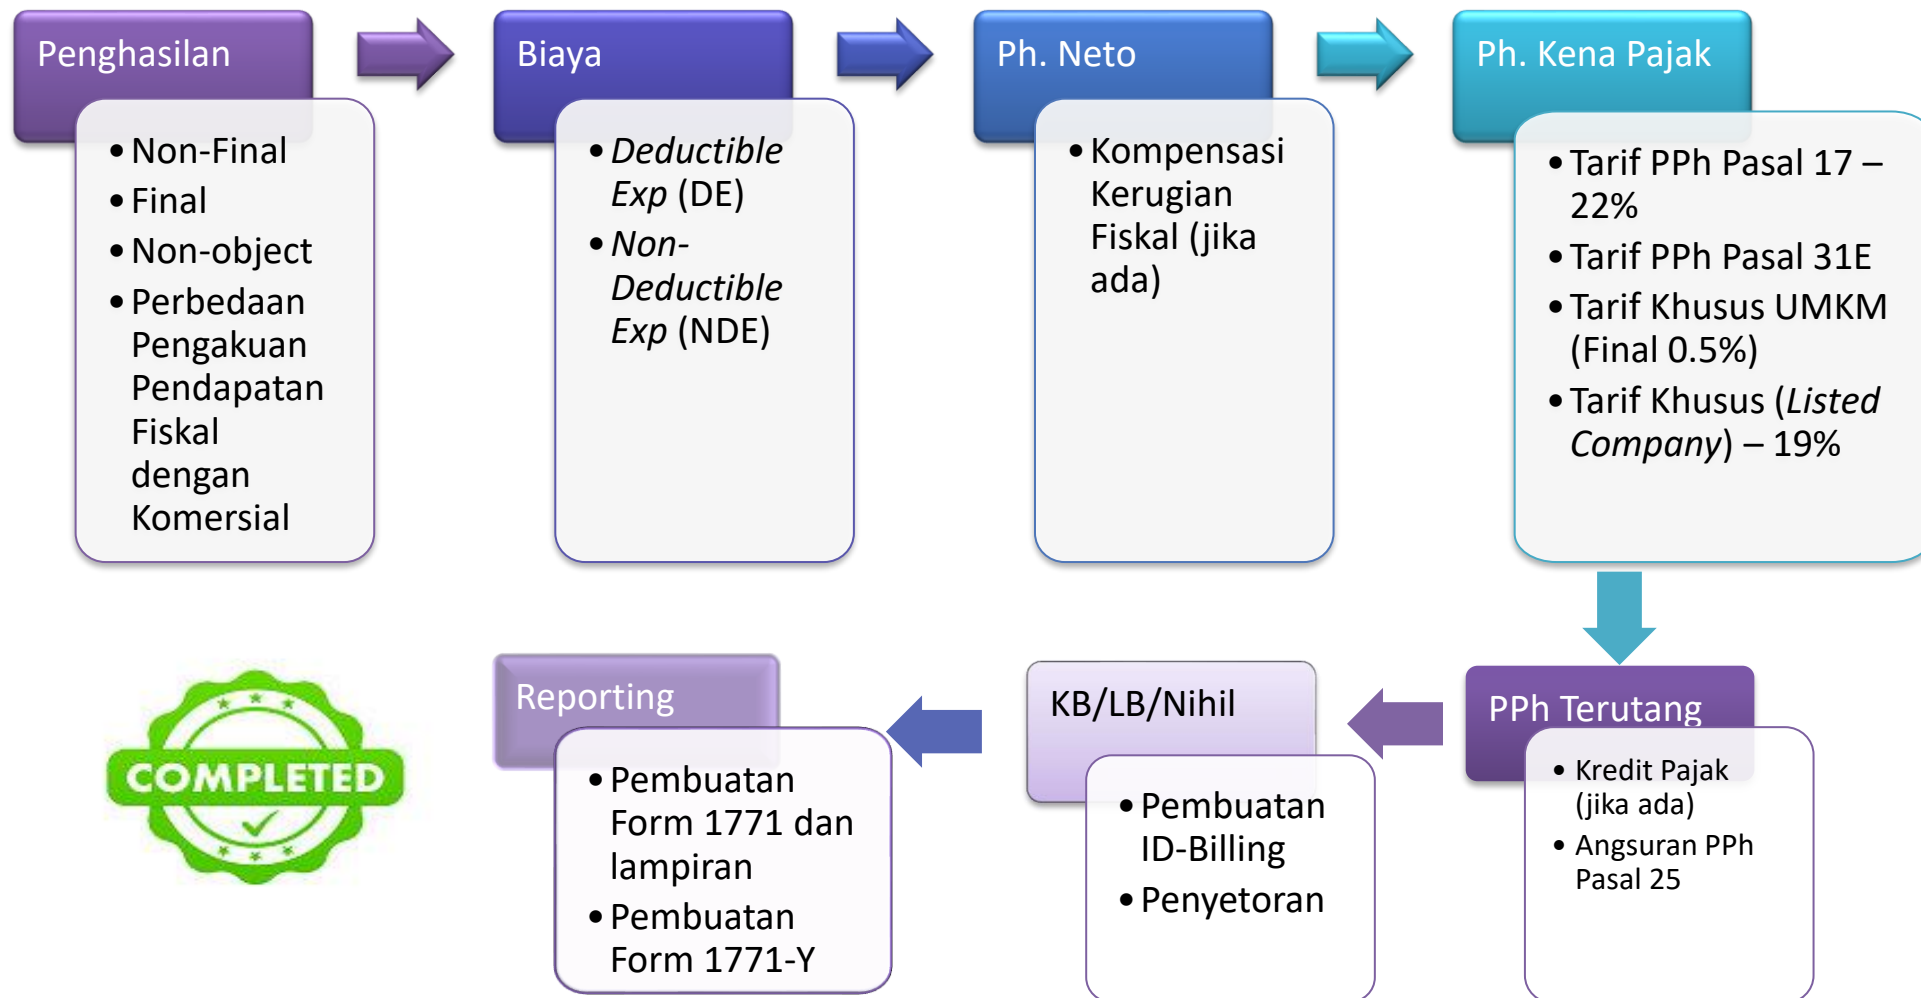 Penghasilan
•Non-Final
•Final
•Non-object
•Perbedaan
Pengakuan
Pendapatan
Fiskal
dengan
Komersial
Biaya
•Deductible
Exp (DE)
•Non-
Deductible
Exp (NDE)
Ph. Neto
•Kompensasi
Kerugian
Fiskal (jika
ada)
Ph. Kena Pajak
•Tarif PPh Pasal 17 –
22%
•Tarif PPh Pasal 31E
•Tarif Khusus UMKM
(Final 0.5%)
•Tarif Khusus (Listed
Company) – 19%
PPh Terutang
• Kredit Pajak
(jika ada)
• Angsuran PPh
Pasal 25
KB/LB/Nihil
•Pembuatan
ID-Billing
•Penyetoran
Reporting
•Pembuatan
Form 1771 dan
lampiran
•Pembuatan
Form 1771-Y
COMPLETED